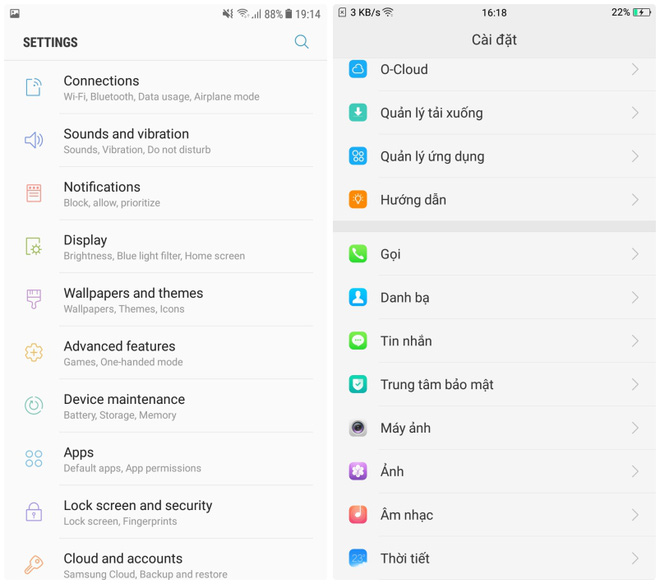 88% 19:14
SETTINGS
Connections
Wi-Fi, Bluetooth, Data usage, Airplane mode
Sounds and vibration
Sounds, Vibration, Do not disturb
Notifications
Block, allow, prioritize
Display
Brightness, Blue light filter, Home screen
Wallpapers and themes
Wallpapers, Themes, Icons
Advanced features
Games, One-handed mode
Device maintenance
Battery, Storage, Memory
Apps
Default apps, App permissions
Lock screen and security
Lock screen, Fingerprints
Cloud and accounts
Samsung Cloud, Backup and restore
3 KB/s 16:18 22%
Cài đặt
O-Cloud
Quản lý tải xuống
Quản lý ứng dụng
Hướng dẫn
Gọi
Danh bạ
Tin nhắn
Trung tâm bảo mật
Máy ảnh
Ảnh
Âm nhạc
23°
Thời tiết